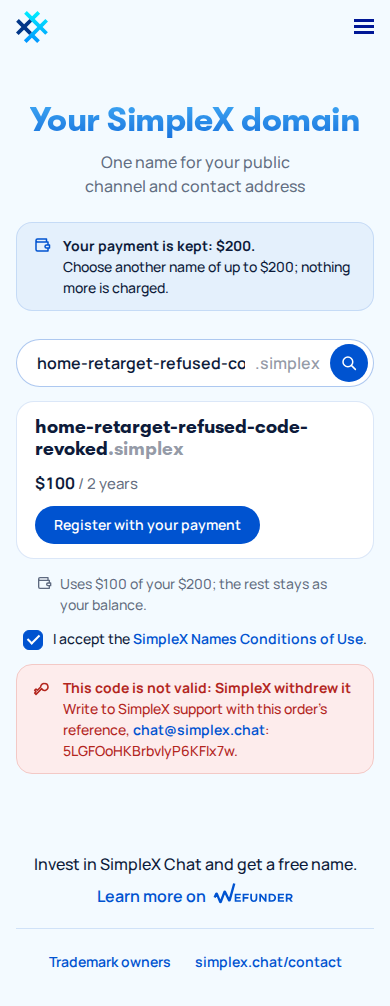 Your SimpleX domain
One name for your public
channel and contact address
Your payment is kept: $200.
Choose another name of up to $200; nothing
more is charged.
home-retarget-refused-co .simplex
home-retarget-refused-code-
revoked.simplex
$100 / 2 years
Register with your payment
Uses $100 of your $200; the rest stays as
your balance.
I accept the SimpleX Names Conditions of Use.
This code is not valid: SimpleX withdrew it
Write to SimpleX support with this order's
reference, chat@simplex.chat:
5LGFOoHKBrbvlyP6KFlx7w.
Invest in SimpleX Chat and get a free name.
Learn more on WEFUNDER
Trademark owners simplex.chat/contact